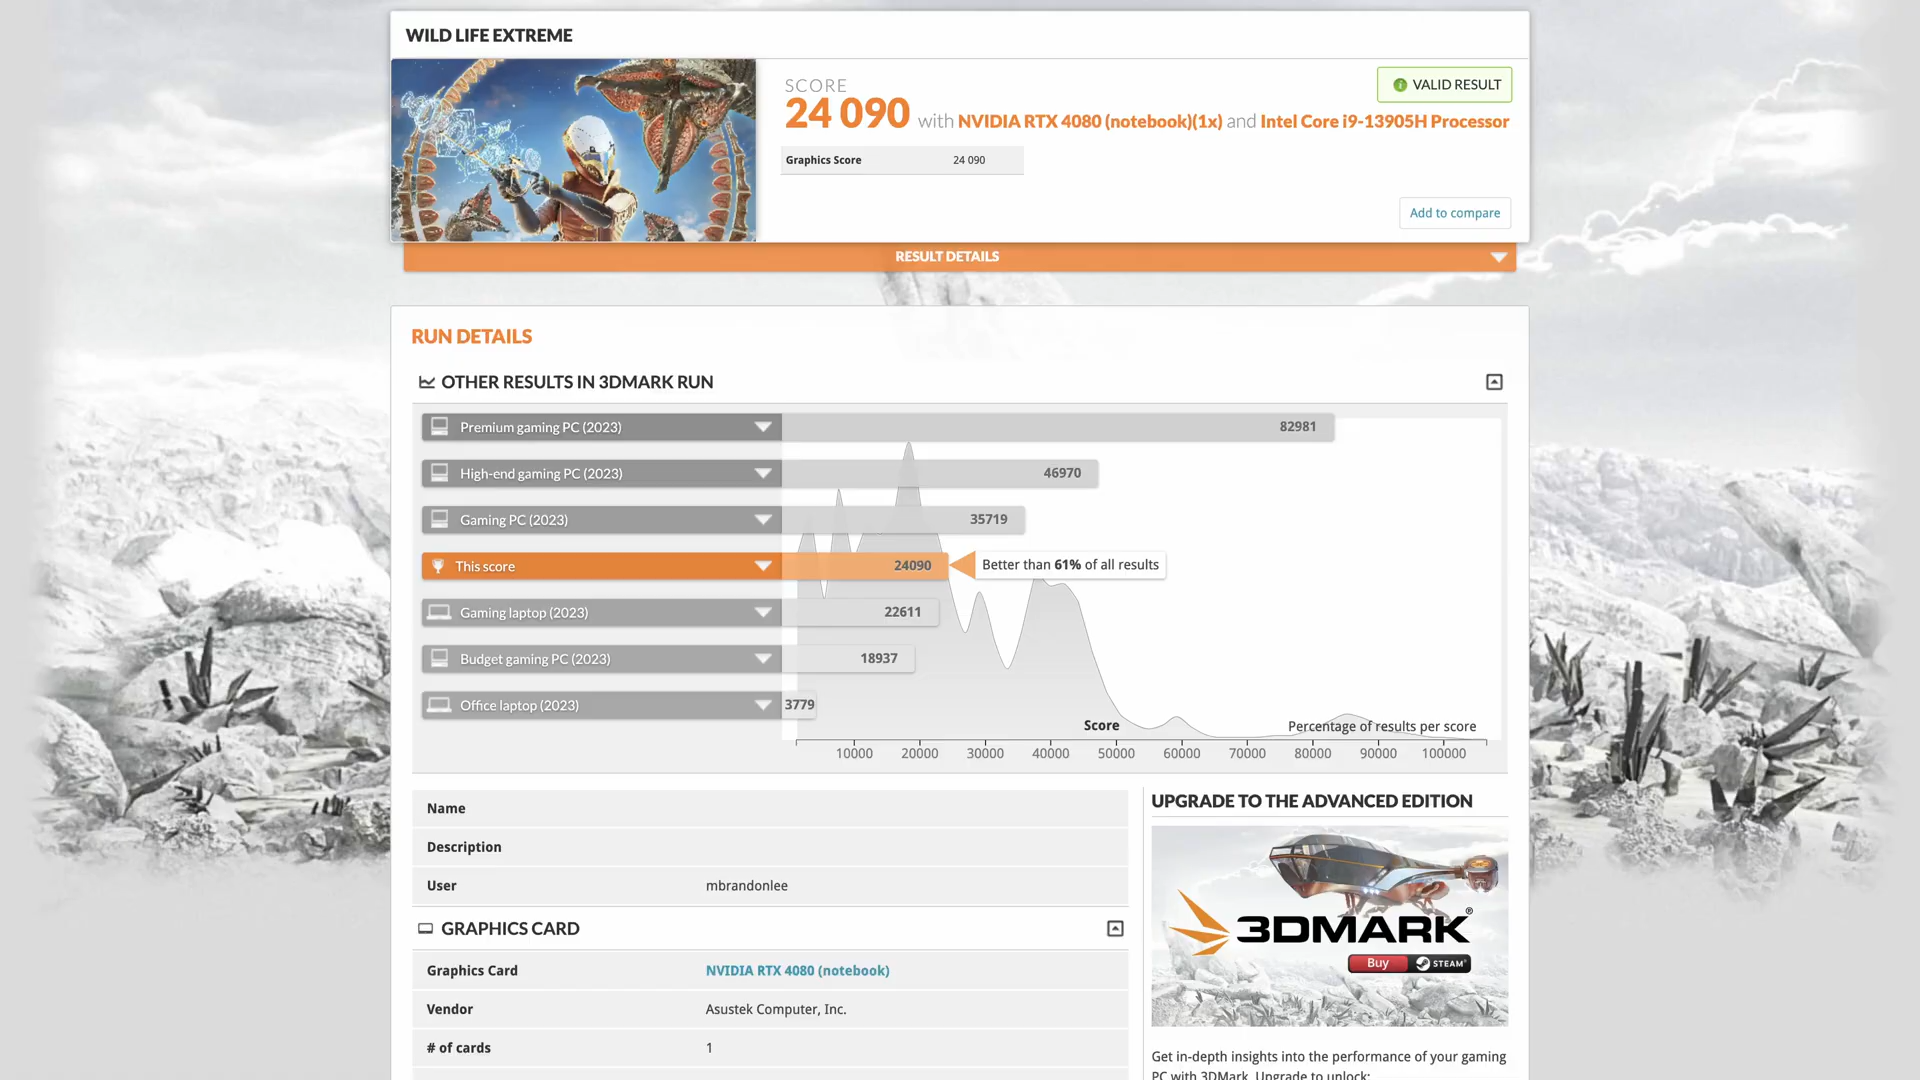 WILD LIFE EXTREME
SCORE
24 090 with NVIDIA RTX 4080 (notebook)(1x) and Intel Core i9-13905H Processor
VALID RESULT
Graphics Score 24 090
Add to compare
RESULT DETAILS
RUN DETAILS
OTHER RESULTS IN 3DMARK RUN
Premium gaming PC (2023) 82981
High-end gaming PC (2023) 46970
Gaming PC (2023) 35719
This score 24090 Better than 61% of all results
Gaming laptop (2023) 22611
Budget gaming PC (2023) 18937
Office laptop (2023) 3779
Score Percentage of results per score
10000 20000 30000 40000 50000 60000 70000 80000 90000 100000
Name
Description
User mbrandonlee
GRAPHICS CARD
Graphics Card NVIDIA RTX 4080 (notebook)
Vendor Asustek Computer, Inc.
# of cards 1
UPGRADE TO THE ADVANCED EDITION
3DMARK®
Buy STEAM
Get in-depth insights into the performance of your gaming
PC with 3DMark. Upgrade to unlock: